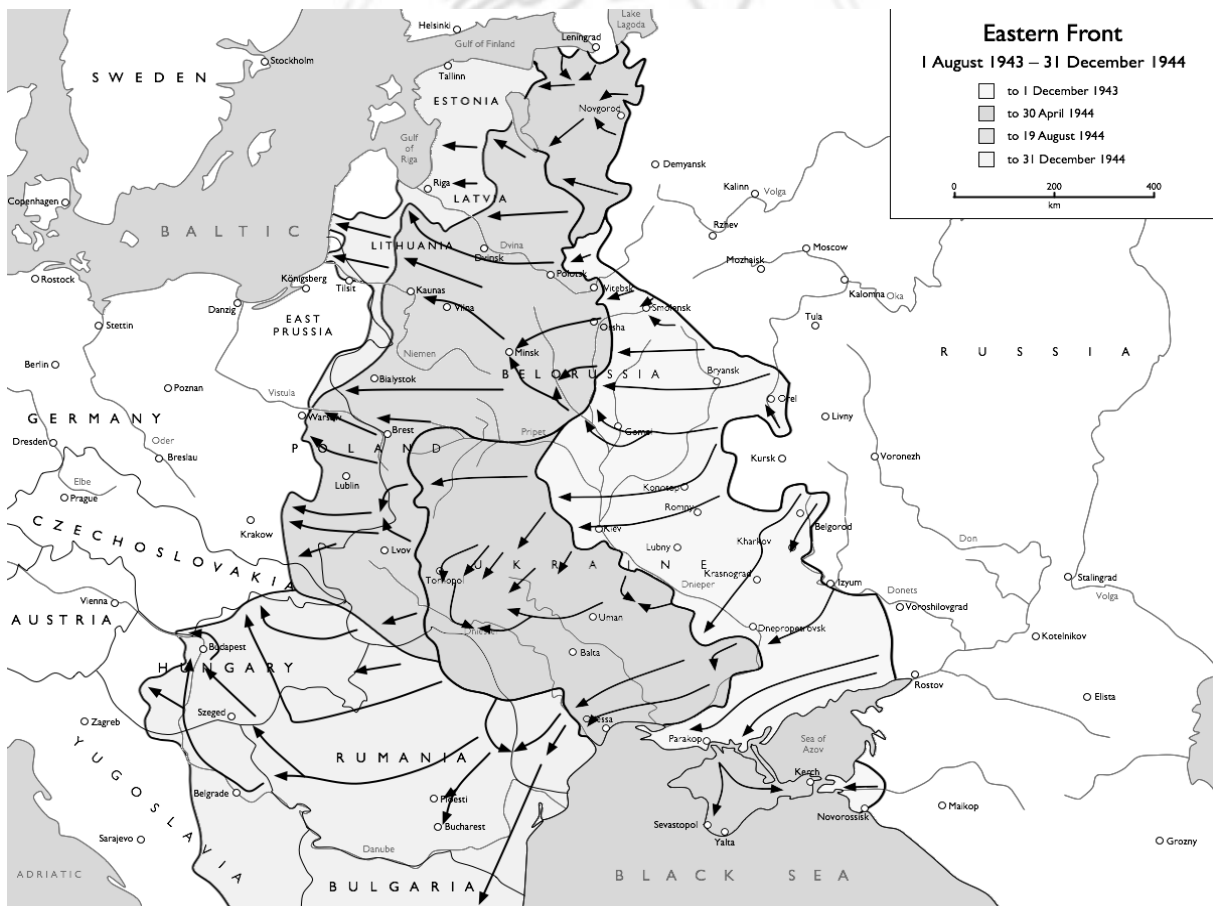 Eastern Front
1 August 1943 – 31 December 1944
to 1 December 1943
to 30 April 1944
to 19 August 1944
to 31 December 1944
0 200 400
km
Helsinki
Lake
Lagoda
Leningrad
Gulf of Finland
Stockholm
SWEDEN
Tallinn
ESTONIA
Novgorod
Gulf
of
Riga
Demyansk
Riga
Kalinn
Volga
LATVIA
Copenhagen
BALTIC
Rzhev
LITHUANIA
Dvina
Dvinsk
Moscow
Mozhaisk
Polotsk
Rostock
Königsberg
Tilsit
Kaunas
Vitebsk
Kalomna
Oka
Danzig
Vilna
Smolensk
Stettin
EAST
PRUSSIA
Tula
Niemen
Minsk
RUSSIA
Berlin
BELORUSSIA
Bialystok
Bryansk
Poznan
Vistula
Orel
GERMANY
Warsaw
Livny
Brest
Pripet
Gomel
Dresden
Oder
POLAND
Breslau
Kursk
Voronezh
Elbe
Lublin
Prague
Konotop
Romny
Krakow
Kiev
Belgorod
CZECHOSLOVAKIA
Kharkov
Don
Lvov
Lubny
UKRAINE
Tornopol
Krasnograd
Dnieper
Izyum
Stalingrad
Donets
Volga
Vienna
AUSTRIA
Voroshilovgrad
Uman
Dnepropetrovsk
Kotelnikov
Budapest
Balta
HUNGARY
Rostov
Elista
Szeged
Zagreb
Parakop
Sea of
Azov
YUGOSLAVIA
RUMANIA
Kerch
Belgrade
Ploesti
Maikop
Bucharest
Novorossisk
Sevastopol
Yalta
Sarajevo
Danube
Grozny
ADRIATIC
BULGARIA
BLACK SEA